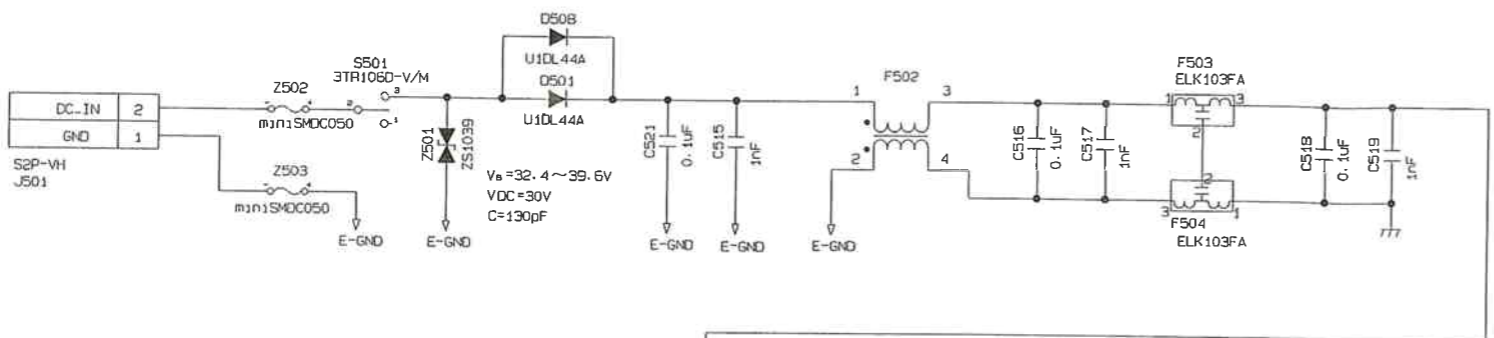 D508
U1DL44A
D501
U1DL44A
S501
3TR106D-V/M
3
2
1
Z502
miniSMDC050
DC_IN 2
GND 1
S2P-VH
J501
Z503
miniSMDC050
E-GND
Z501
ZS1039
E-GND
VB=32.4~39.6V
VDC=30V
C=130pF
C521
0.1uF
E-GND
C515
1nF
E-GND
F502
1 3
2 4
E-GND
C516
0.1uF
C517
1nF
F503
ELK103FA
1 3
2
2
3 1
F504
ELK103FA
C518
0.1uF
C519
1nF